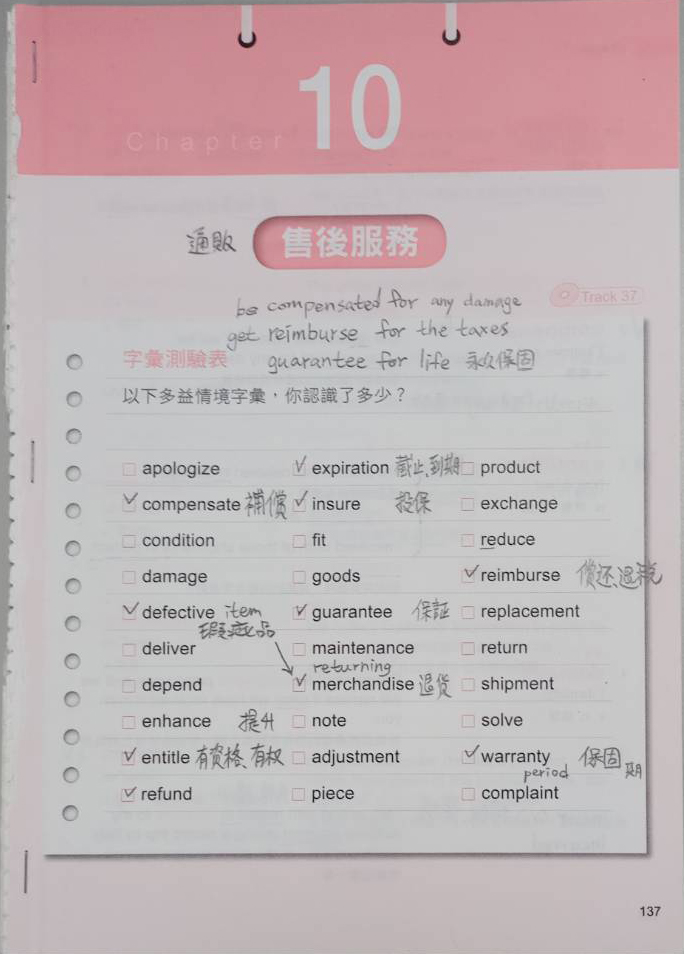 10
Chapter
售後服務
be compensated for any damage
Track 37
get reimburse for the taxes
字彙測驗表 guarantee for life 永久保固
以下多益情境字彙，你認識了多少？
apologize ✓ expiration 截止、到期 product
✓ compensate 補償 ✓ insure 投保 exchange
condition fit reduce
damage goods ✓ reimburse 償还、退稅
✓ defective item ✓ guarantee 保証 replacement
瑕疵品
deliver maintenance return
returning
depend ✓ merchandise 退货 shipment
enhance 提升 note solve
✓ entitle 有資格、有权 adjustment ✓ warranty 保固
period 期
✓ refund piece complaint
137